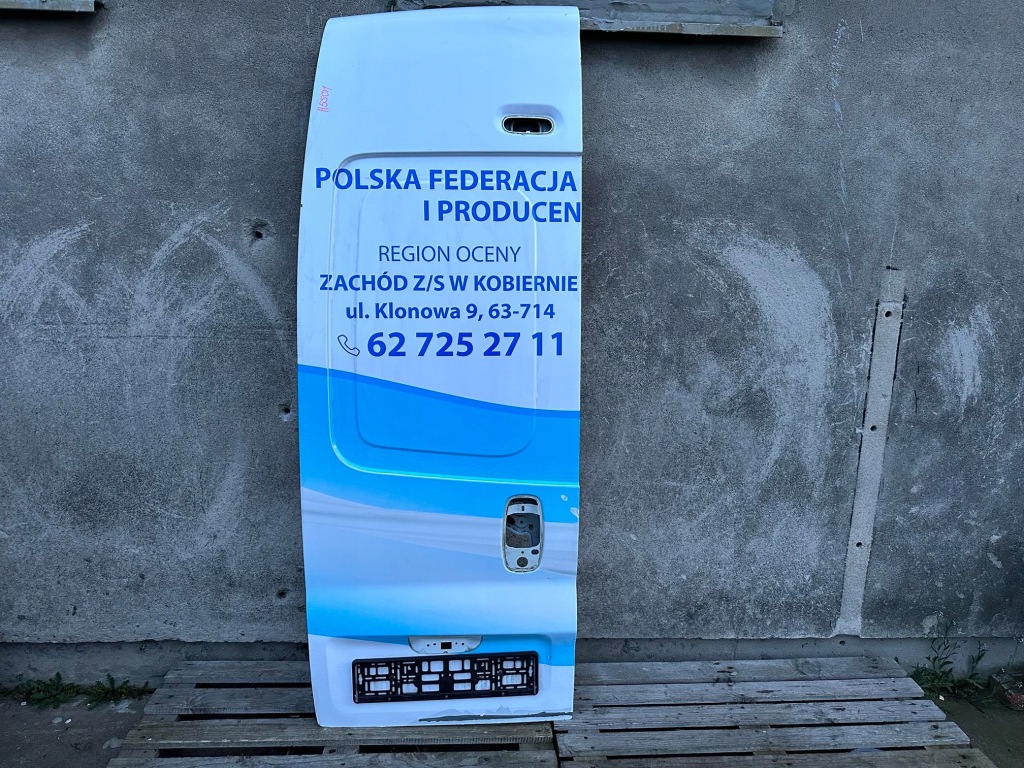 POLSKA FEDERACJA
I PRODUCEN
REGION OCENY
ZACHÓD Z/S W KOBIERNIE
ul. Klonowa 9, 63-714
62 725 27 11